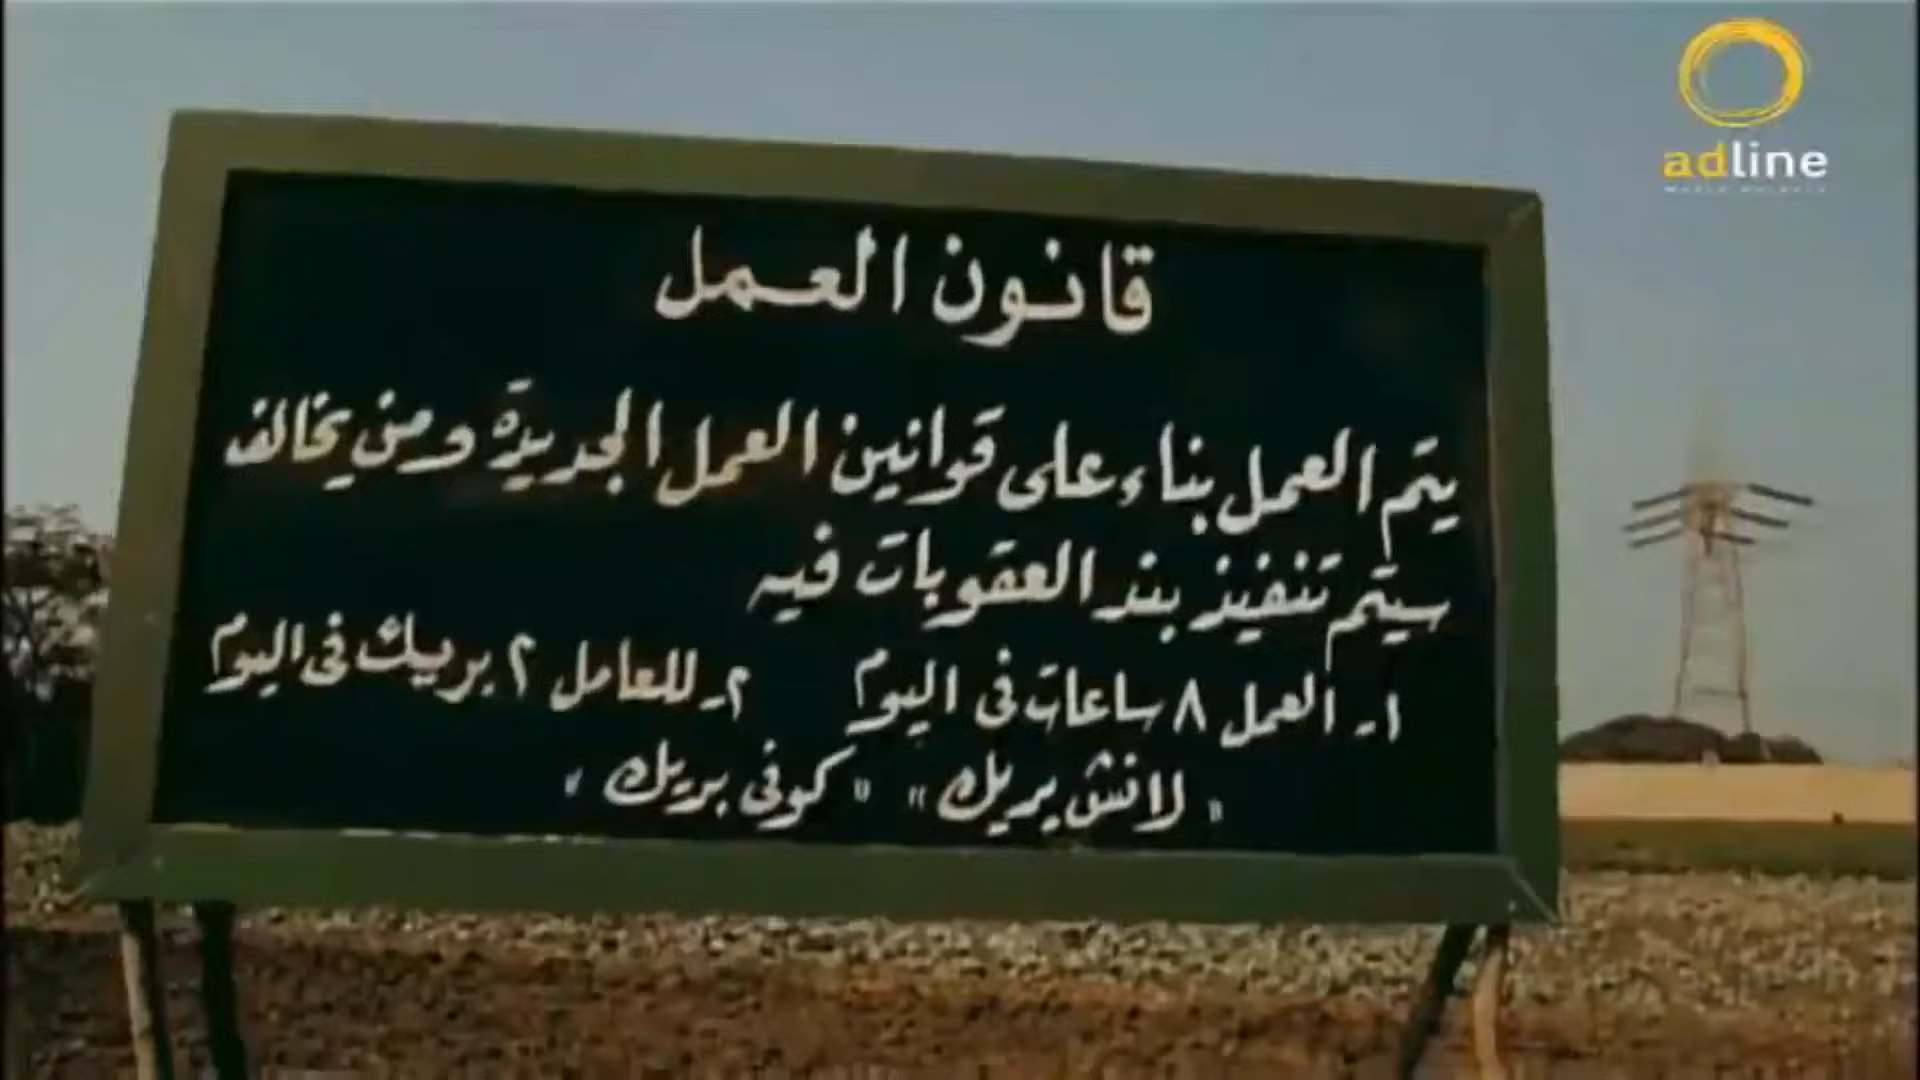 adline
قانون العمل
يتم العمل بناء على قوانين العمل الجديدة ومن يخالف
سيتم تنفيذ بند العقوبات فيه
١- العمل ٨ ساعات فى اليوم ٢- للعامل ٢ بريك فى اليوم
" لانش بريك " " كوفى بريك "